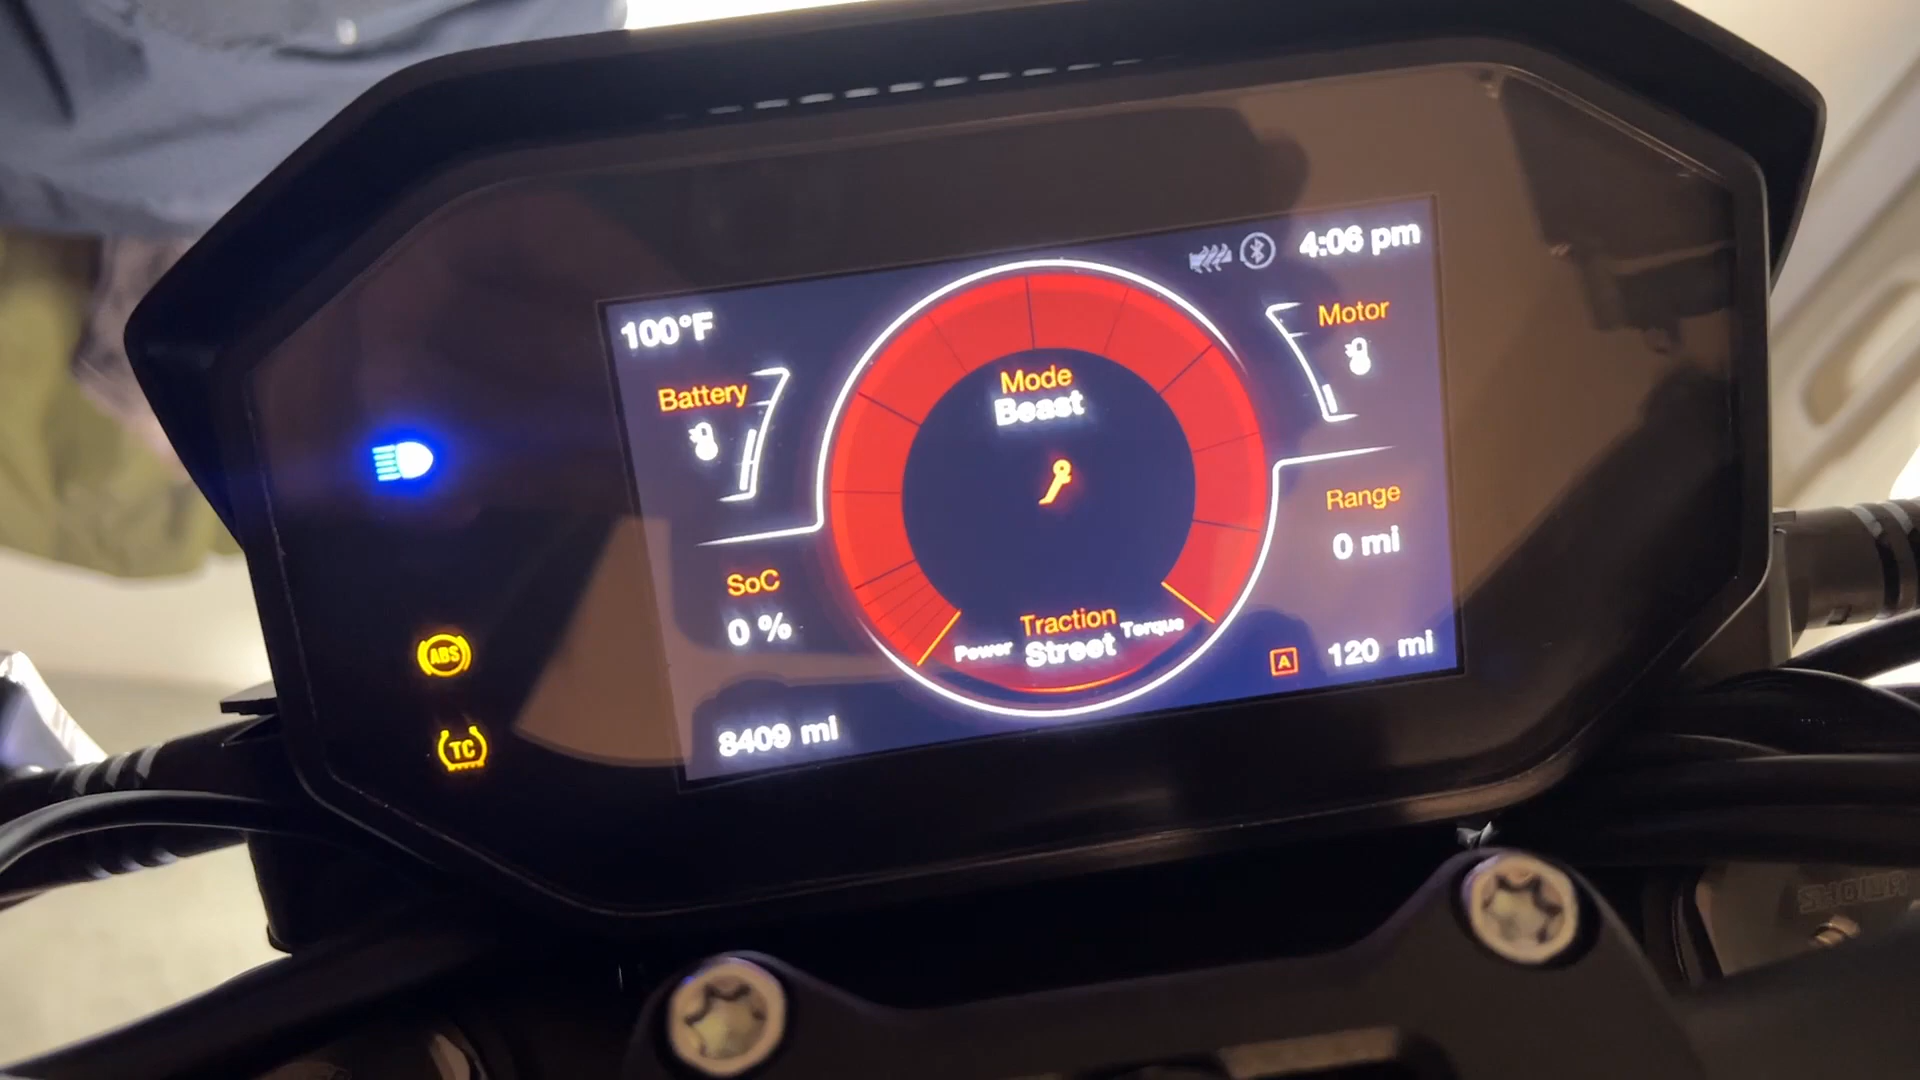 4:06 pm
100°F
Motor
Battery
Mode
Beast
Range
0 mi
SoC
0 %
Traction
Power Street Torque
A 120 mi
8409 mi
ABS
TC
SHOWA